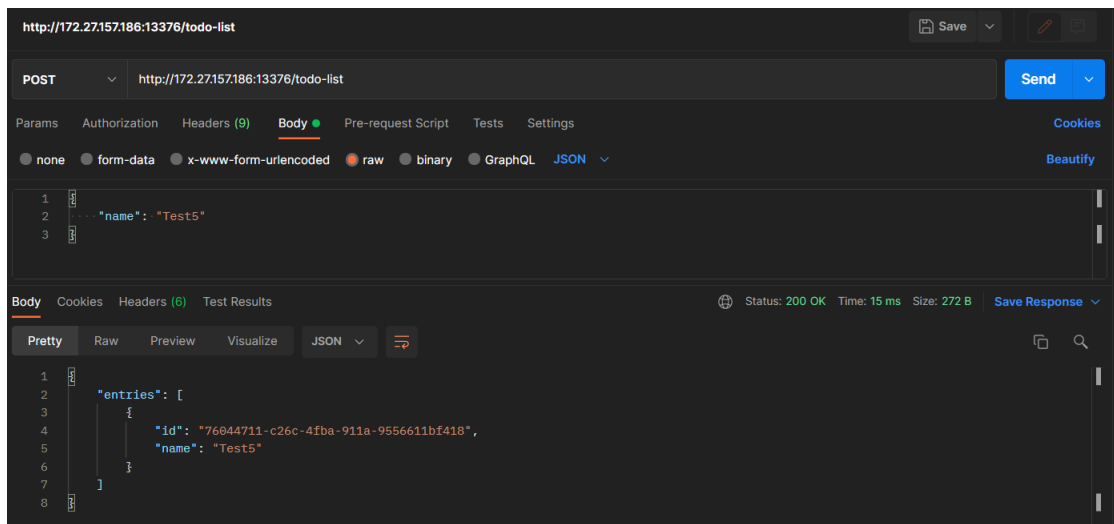 http://172.27.157.186:13376/todo-list Save
POST http://172.27.157.186:13376/todo-list Send
Params Authorization Headers (9) Body Pre-request Script Tests Settings Cookies
none form-data x-www-form-urlencoded raw binary GraphQL JSON Beautify
1 {
2 ····"name":·"Test5"
3 }
Body Cookies Headers (6) Test Results Status: 200 OK Time: 15 ms Size: 272 B Save Response
Pretty Raw Preview Visualize JSON
1 {
2 "entries": [
3 {
4 "id": "76044711-c26c-4fba-911a-9556611bf418",
5 "name": "Test5"
6 }
7 ]
8 }